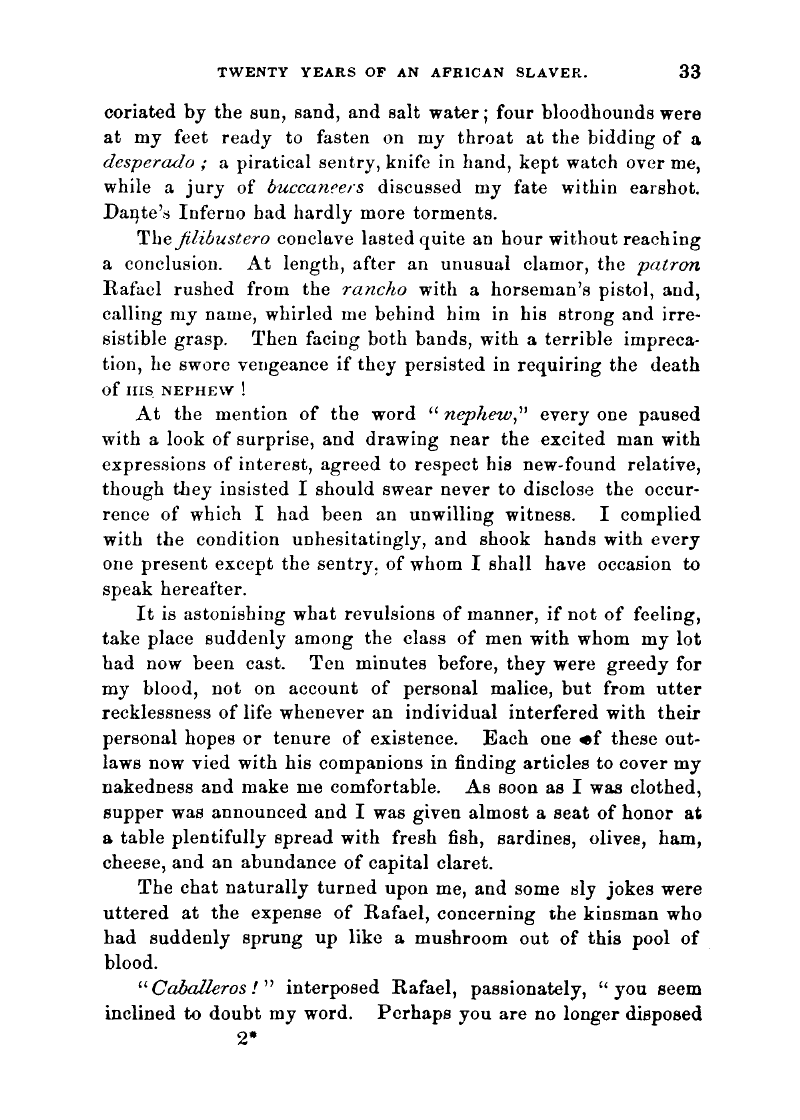 TWENTY YEARS OF AN AFRICAN SLAVER. 33
coriated by the sun, sand, and salt water; four bloodhounds were
at my feet ready to fasten on my throat at the bidding of a
desperado; a piratical sentry, knife in hand, kept watch over me,
while a jury of buccaneers discussed my fate within earshot.
Dante's Inferno had hardly more torments.
The filibustero conclave lasted quite an hour without reaching
a conclusion. At length, after an unusual clamor, the patron
Rafael rushed from the rancho with a horseman's pistol, and,
calling my name, whirled me behind him in his strong and irre-
sistible grasp. Then facing both bands, with a terrible impreca-
tion, he swore vengeance if they persisted in requiring the death
of HIS NEPHEW!
At the mention of the word "nephew," every one paused
with a look of surprise, and drawing near the excited man with
expressions of interest, agreed to respect his new-found relative,
though they insisted I should swear never to disclose the occur-
rence of which I had been an unwilling witness. I complied
with the condition unhesitatingly, and shook hands with every
one present except the sentry, of whom I shall have occasion to
speak hereafter.
It is astonishing what revulsions of manner, if not of feeling,
take place suddenly among the class of men with whom my lot
had now been cast. Ten minutes before, they were greedy for
my blood, not on account of personal malice, but from utter
recklessness of life whenever an individual interfered with their
personal hopes or tenure of existence. Each one of these out-
laws now vied with his companions in finding articles to cover my
nakedness and make me comfortable. As soon as I was clothed,
supper was announced and I was given almost a seat of honor at
a table plentifully spread with fresh fish, sardines, olives, ham,
cheese, and an abundance of capital claret.
The chat naturally turned upon me, and some sly jokes were
uttered at the expense of Rafael, concerning the kinsman who
had suddenly sprung up like a mushroom out of this pool of
blood.
"Caballeros!" interposed Rafael, passionately, "you seem
inclined to doubt my word. Perhaps you are no longer disposed
2*